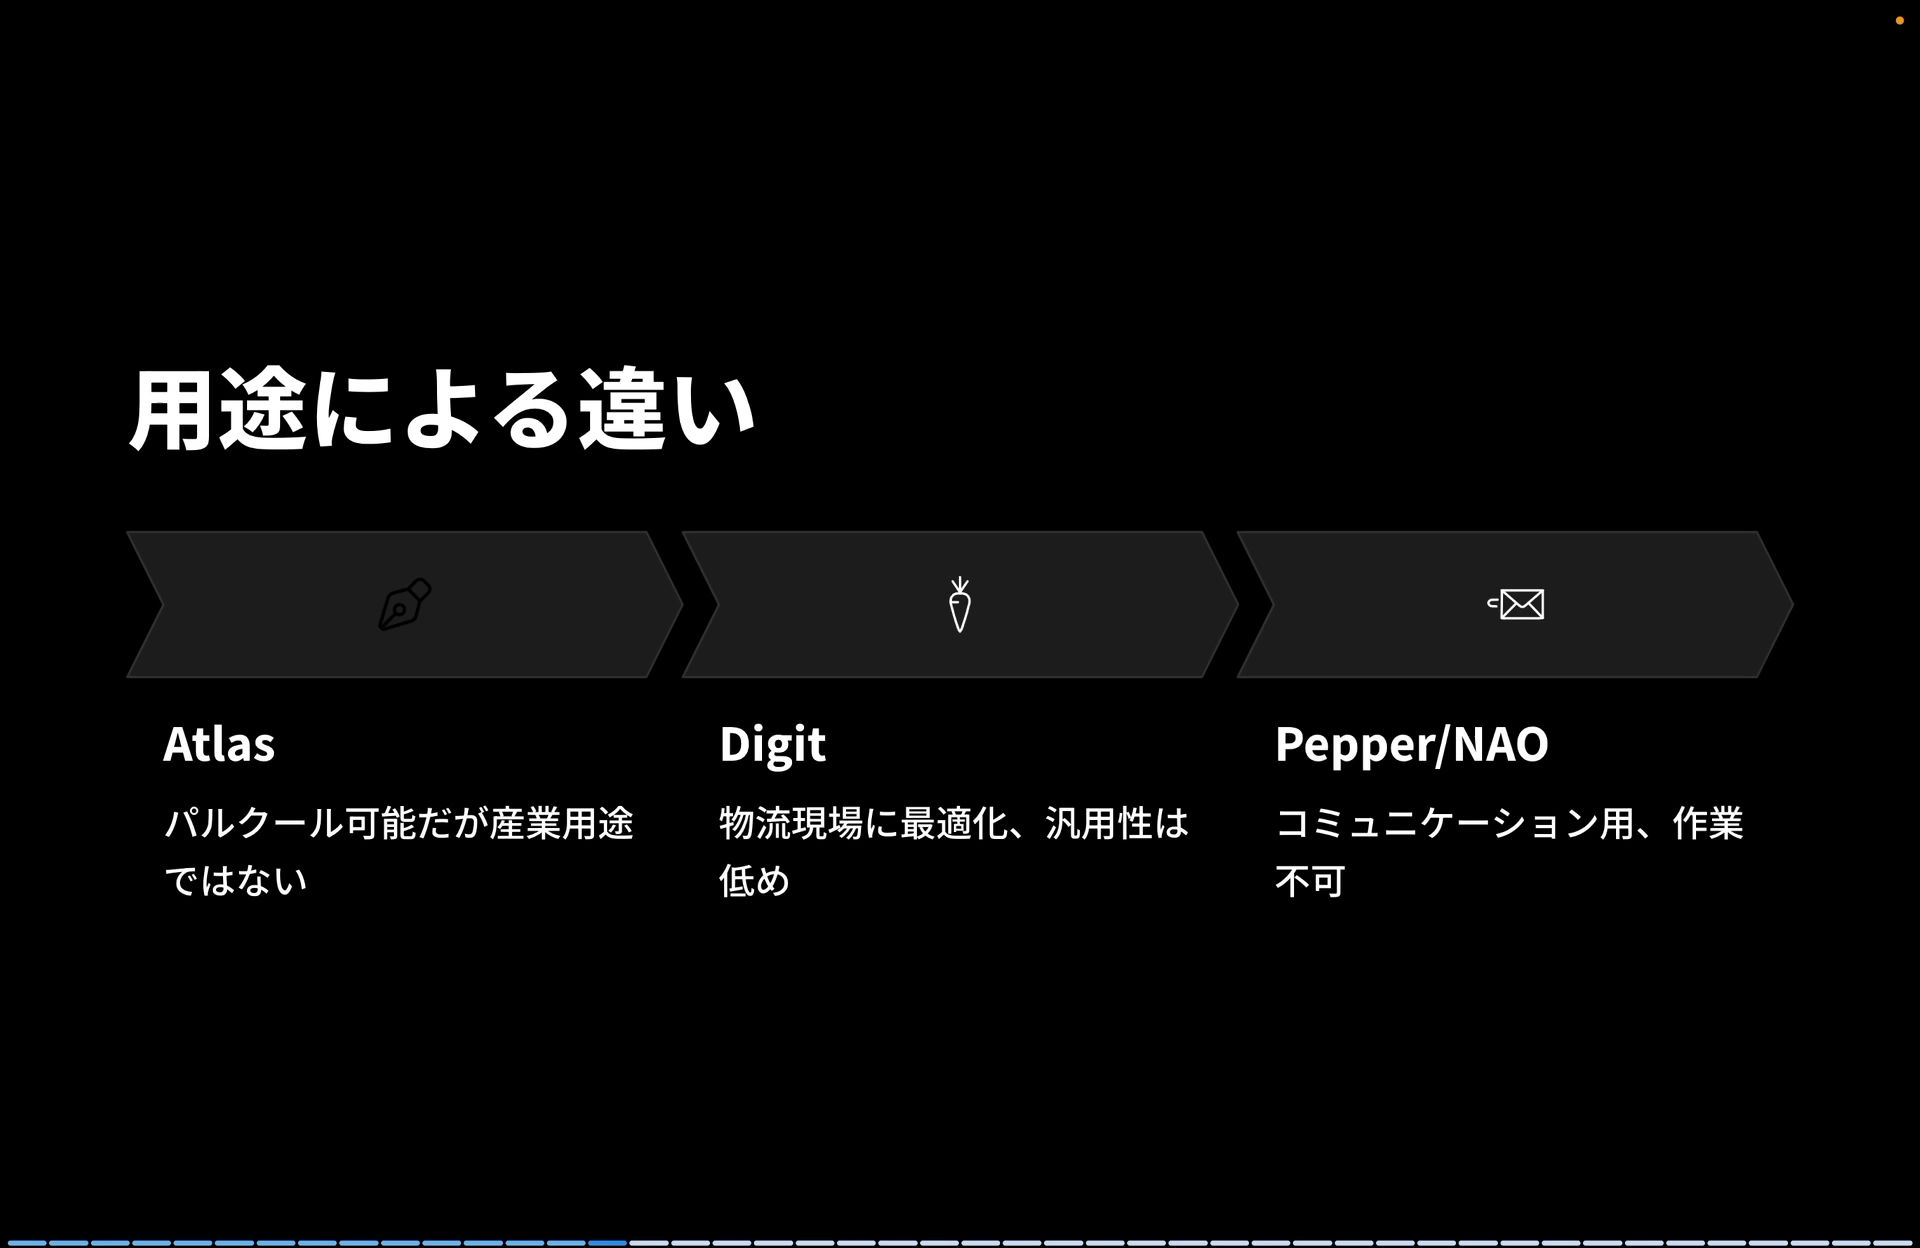 用途による違い
Atlas
パルクール可能だが産業用途
ではない
Digit
物流現場に最適化、汎用性は
低め
Pepper/NAO
コミュニケーション用、作業
不可